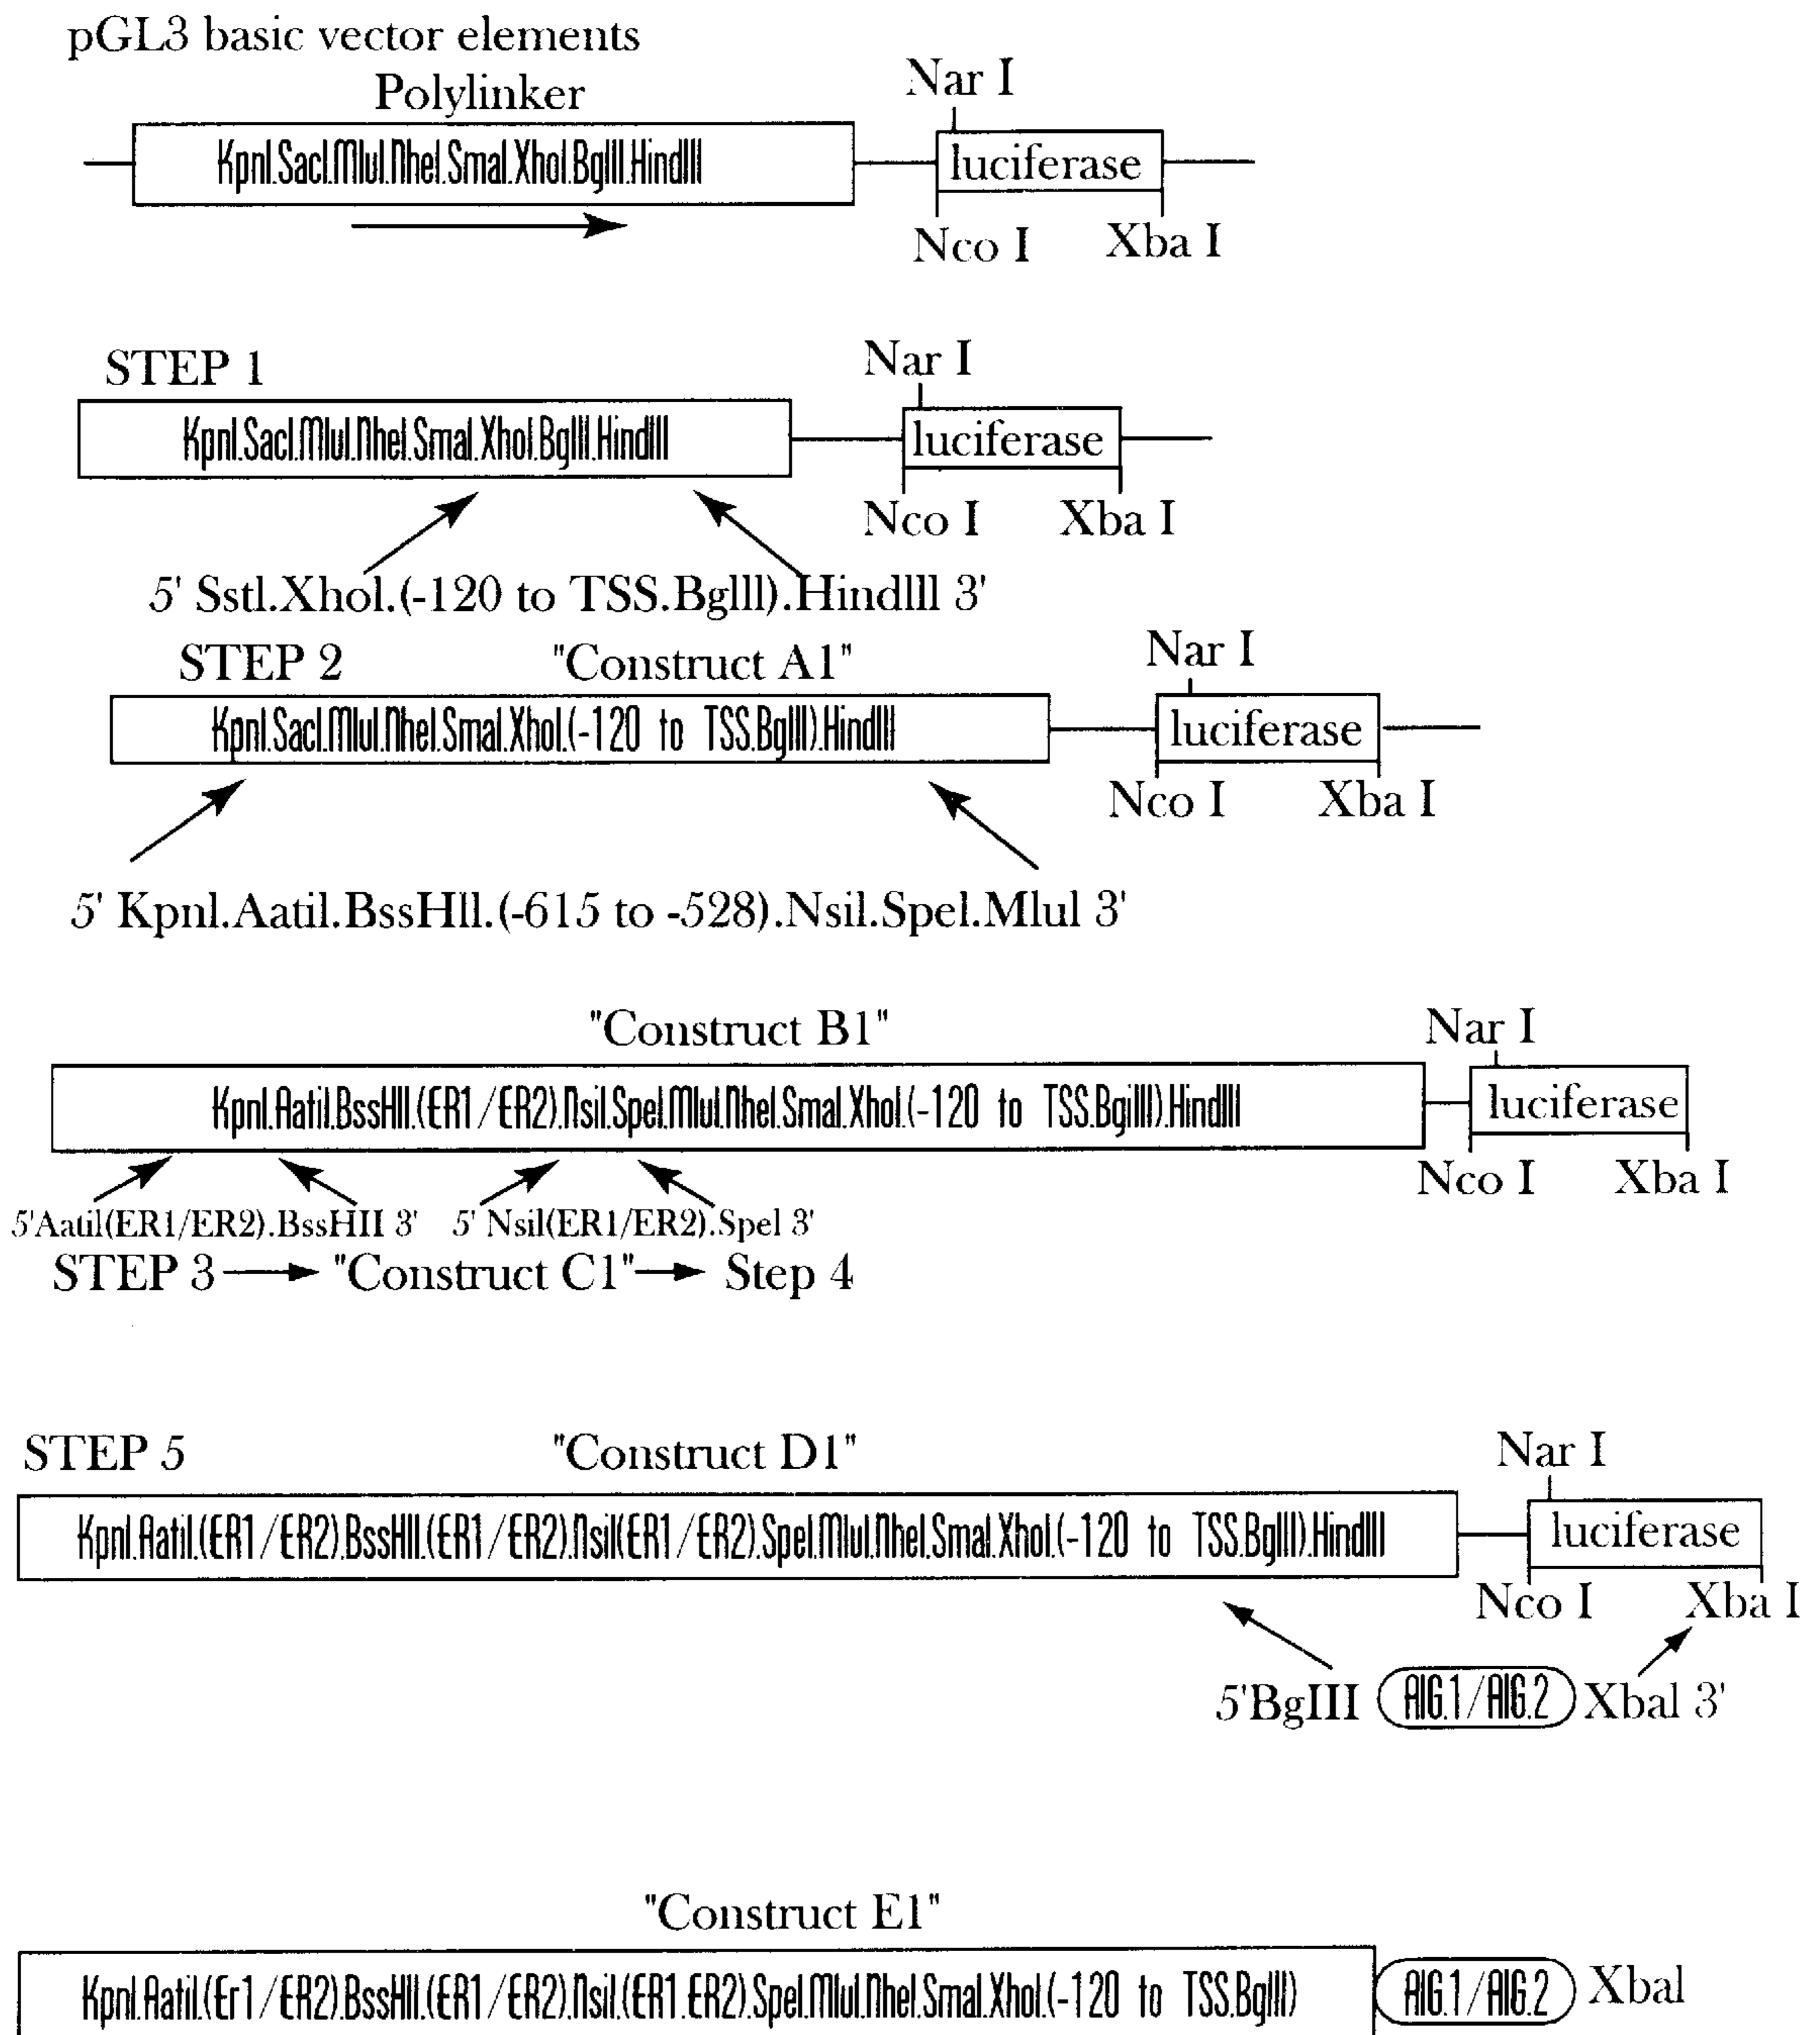 pGL3 basic vector elements
Polylinker
Nar I
KpnI.SacI.MluI.NheI.SmaI.XhoI.BglII.HindIII
luciferase
Nco I
Xba I
STEP 1
Nar I
KpnI.SacI.MluI.NheI.SmaI.XhoI.BglII.HindIII
luciferase
Nco I
Xba I
5' SstI.XhoI.(-120 to TSS.BglII).HindIII 3'
STEP 2
"Construct A1"
Nar I
KpnI.SacI.MluI.NheI.SmaI.XhoI.(-120 to TSS.BglII).HindIII
luciferase
Nco I
Xba I
5' KpnI.AatiI.BssHII.(-615 to -528).NsiI.SpeI.MluI 3'
"Construct B1"
Nar I
KpnI.AatiI.BssHII.(ER1/ER2).NsiI.SpeI.MluI.NheI.SmaI.XhoI.(-120 to TSS.BgiIII).HindIII
luciferase
Nco I
Xba I
5'AatiI(ER1/ER2).BssHII 3'
5' NsiI(ER1/ER2).SpeI 3'
STEP 3 → "Construct C1" → Step 4
STEP 5
"Construct D1"
Nar I
KpnI.AatiI.(ER1/ER2).BssHII.(ER1/ER2).NsiI(ER1/ER2).SpeI.MluI.NheI.SmaI.XhoI.(-120 to TSS.BglII).HindIII
luciferase
Nco I
Xba I
5'BgIII
AIG.1/AIG.2
XbaI 3'
"Construct E1"
KpnI.AatiI.(Er1/ER2).BssHII.(ER1/ER2).NsiI.(ER1.ER2).SpeI.MluI.NheI.SmaI.XhoI.(-120 to TSS.BglII)
AIG.1/AIG.2
XbaI